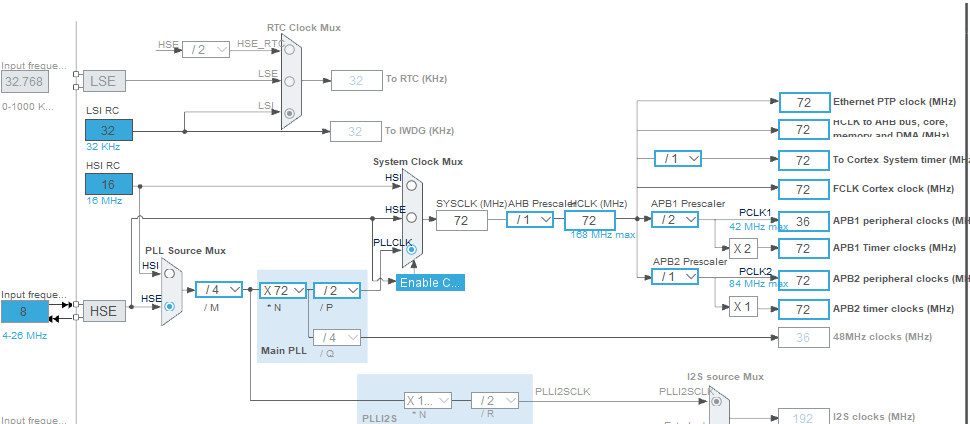 RTC Clock Mux
HSE
/ 2
HSE_RTC
Input freque...
32.768
0-1000 K...
LSE
LSE
32
To RTC (KHz)
LSI
LSI RC
32
32 KHz
32
To IWDG (KHz)
HSI RC
16
16 MHz
System Clock Mux
HSI
HSE
PLLCLK
SYSCLK (MHz)
72
AHB Prescaler
/ 1
HCLK (MHz)
72
168 MHz max
72
Ethernet PTP clock (MHz)
72
HCLK to AHB bus, core,
memory and DMA (MHz)
/ 1
72
To Cortex System timer (MHz
72
FCLK Cortex clock (MHz)
APB1 Prescaler
/ 2
PCLK1
42 MHz max
36
APB1 peripheral clocks (MH
X 2
72
APB1 Timer clocks (MHz)
APB2 Prescaler
/ 1
PCLK2
84 MHz max
72
APB2 peripheral clocks (MH
X 1
72
APB2 timer clocks (MHz)
PLL Source Mux
HSI
HSE
Input freque...
8
4-26 MHz
HSE
/ 4
/ M
X 72
* N
/ 2
/ P
Enable C...
/ 4
/ Q
Main PLL
36
48MHz clocks (MHz)
X 1...
* N
/ 2
/ R
PLLI2S
PLLI2SCLK
PLLI2SCLK
I2S source Mux
192
I2S clocks (MHz)
Input freque...